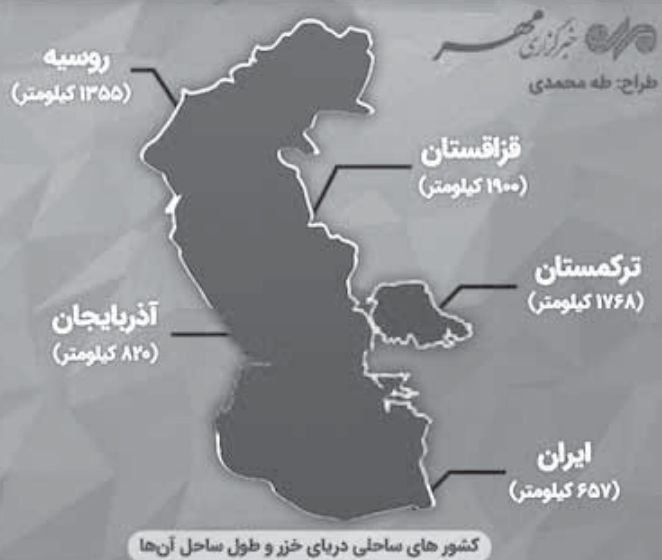 خبرگزاری مهر
طراح: طه محمدی
روسیه
(۱۳۵۵ کیلومتر)
قزاقستان
(۱۹۰۰ کیلومتر)
ترکمستان
(۱۷۶۸ کیلومتر)
آذربایجان
(۸۲۰ کیلومتر)
ایران
(۶۵۷ کیلومتر)
کشور های ساحلی دریای خزر و طول ساحل آن‌ها